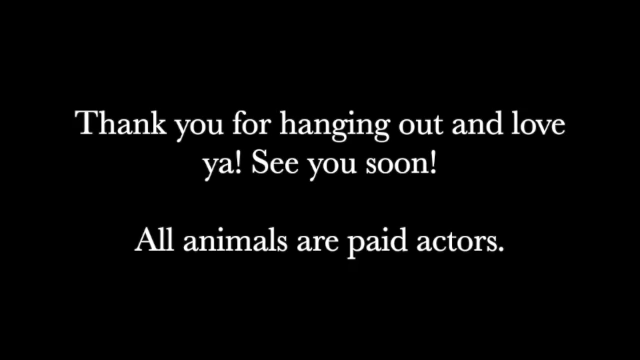 Thank you for hanging out and love
ya! See you soon!
All animals are paid actors.